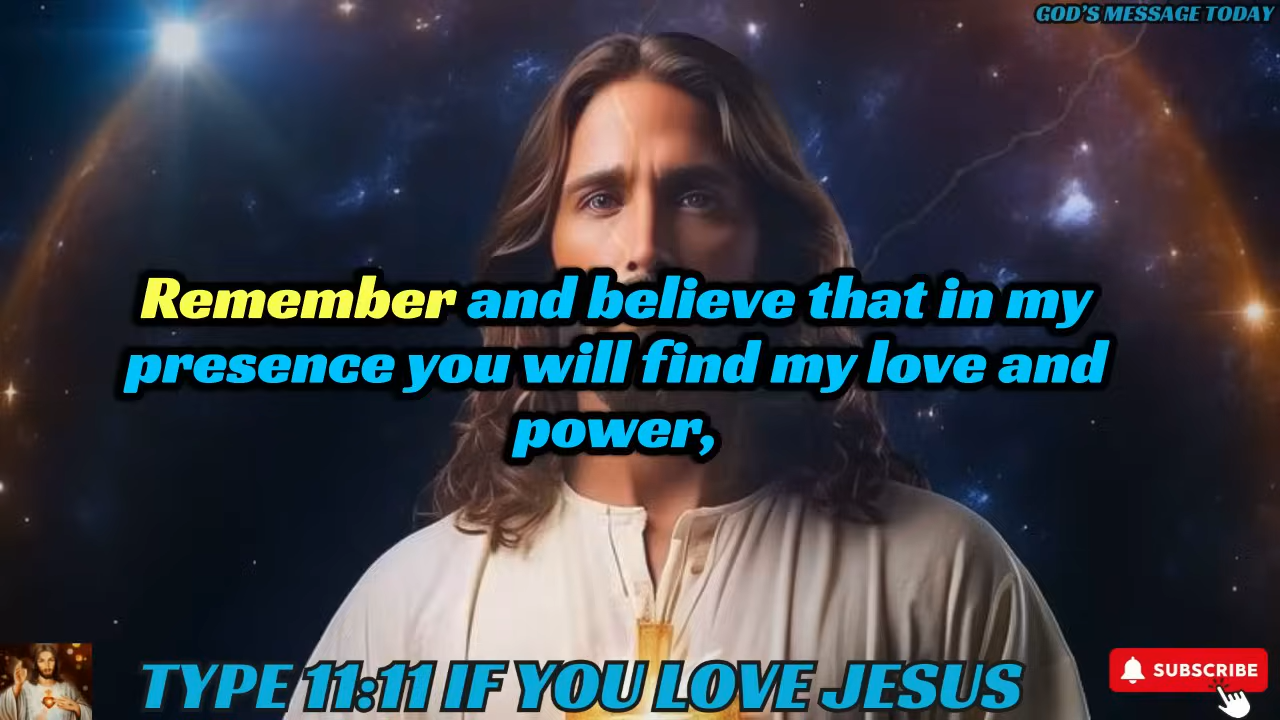 GOD'S MESSAGE TODAY
Remember and believe that in my
presence you will find my love and
power,
TYPE 11:11 IF YOU LOVE JESUS
SUBSCRIBE